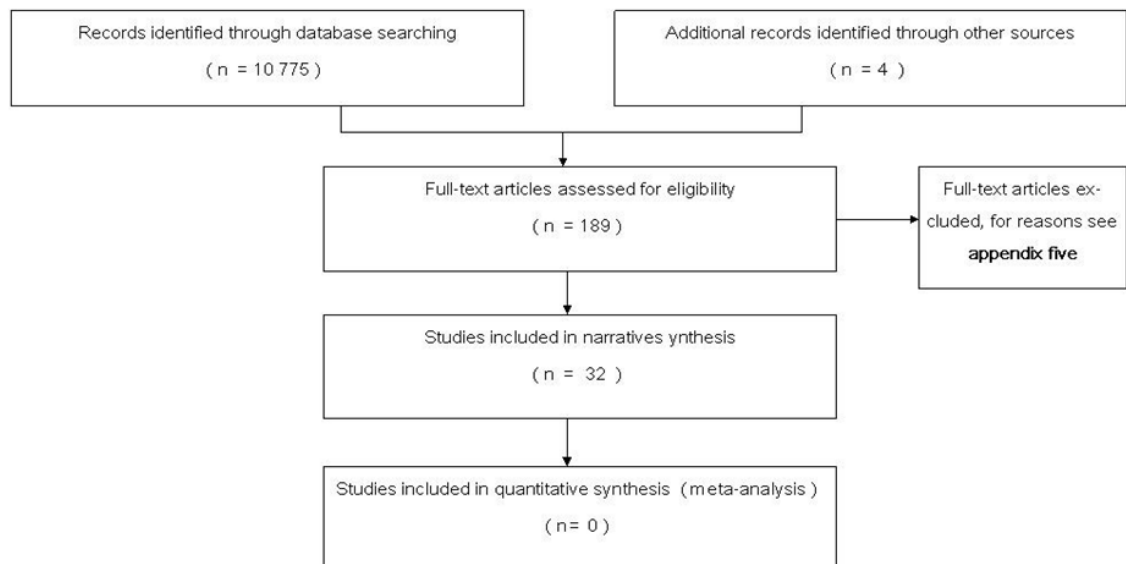 Records identified through database searching
( n = 10 775)
Additional records identified through other sources
( n = 4 )
Full-text articles assessed for eligibility
( n = 189 )
Full-text articles ex-
cluded, for reasons see
appendix five
Studies included in narratives ynthesis
( n = 32 )
Studies included in quantitative synthesis (meta-analysis )
( n= 0 )